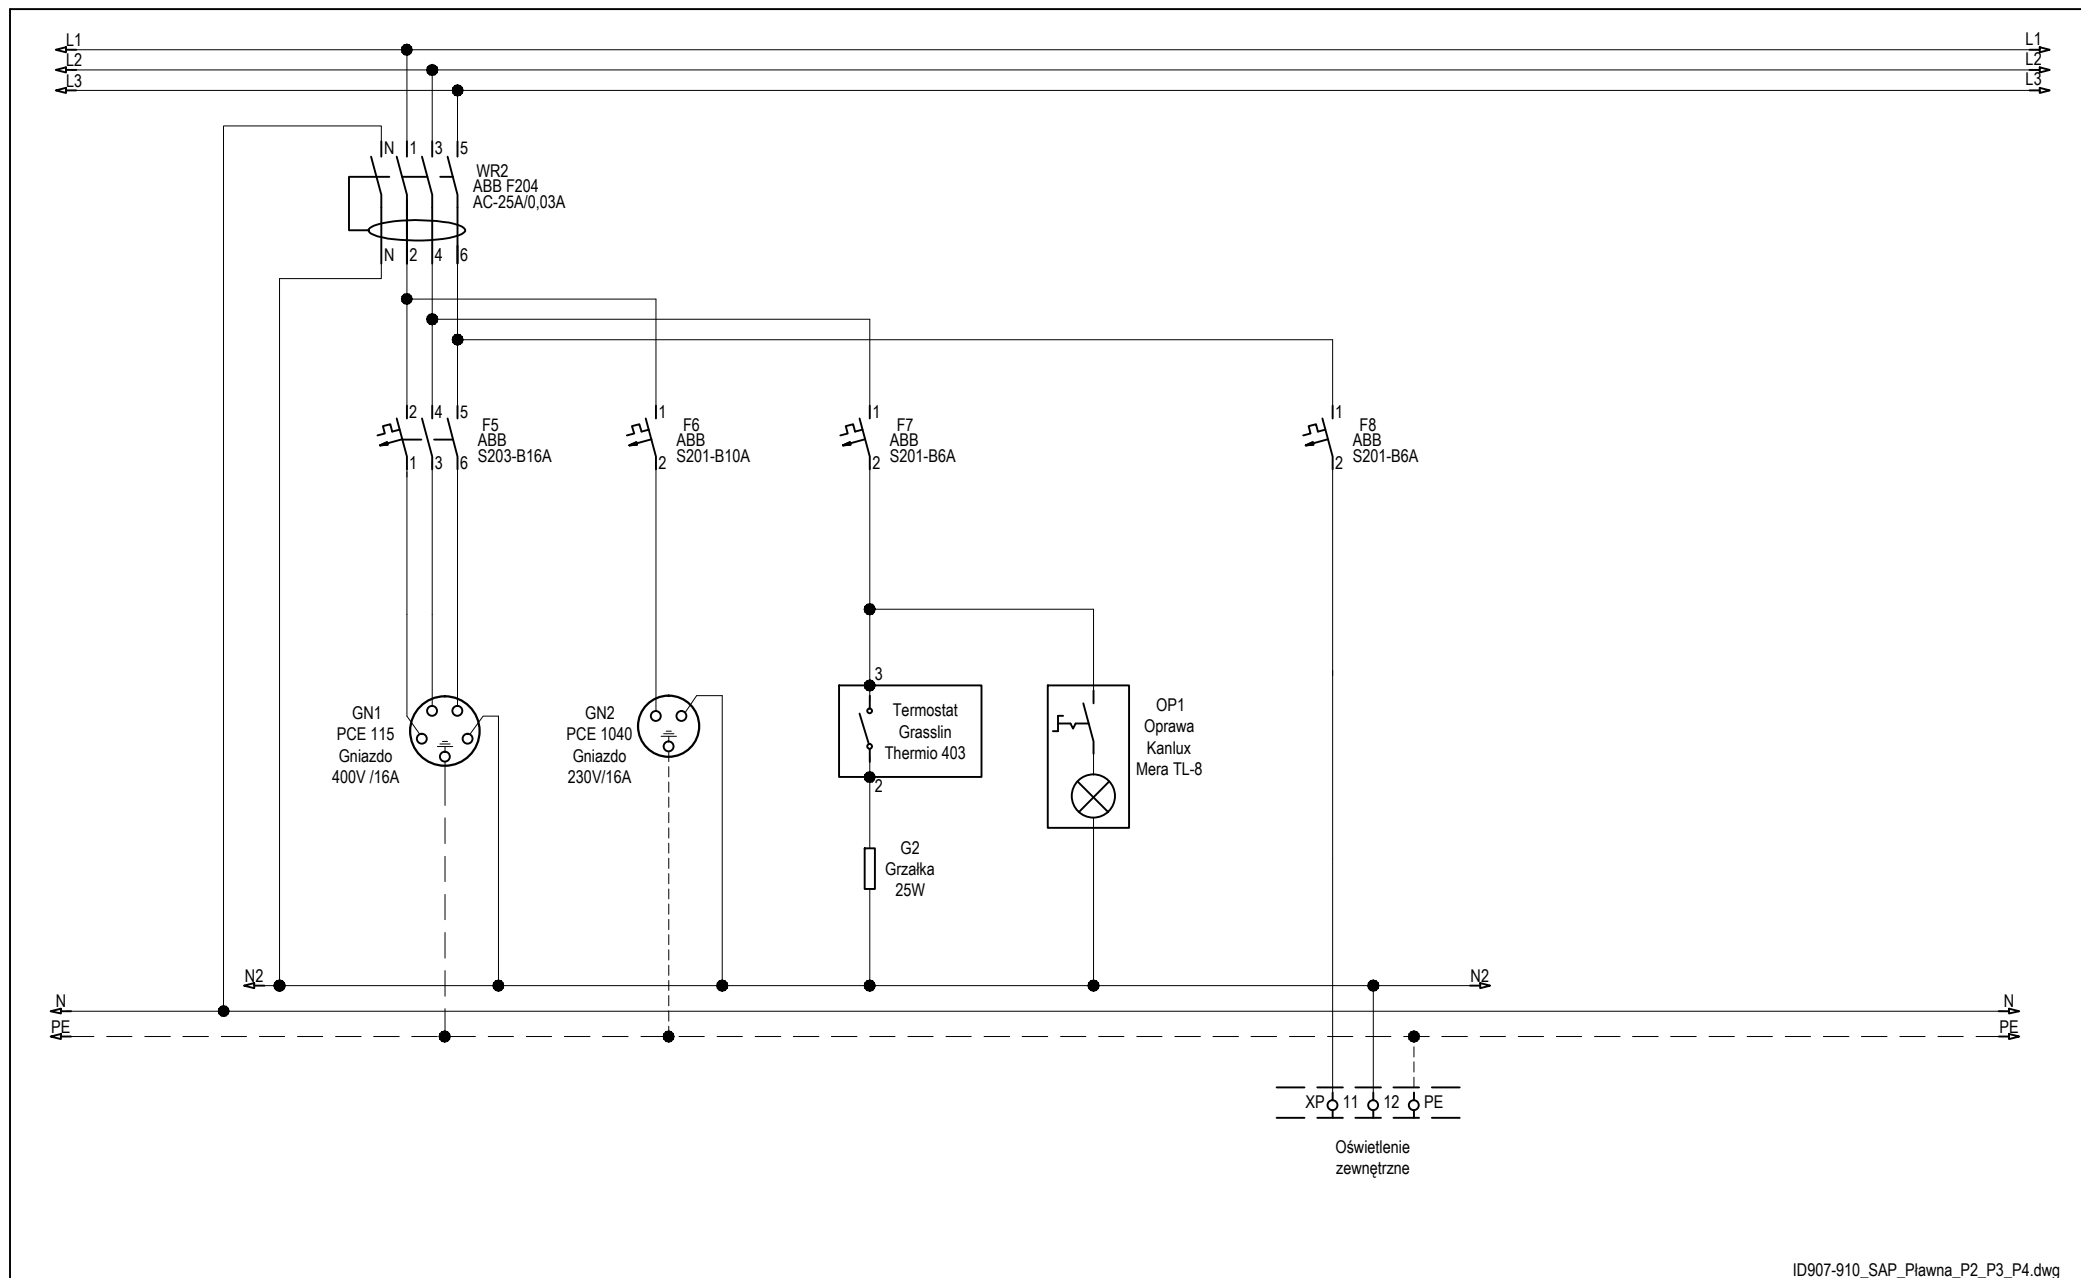 L1 L1
L2 L2
L3 L3
N 1 3 5
WR2
ABB F204
AC-25A/0,03A
N 2 4 6
2 4 5
F5
ABB
S203-B16A
1 3 6
1
F6
ABB
S201-B10A
2
1
F7
ABB
S201-B6A
2
1
F8
ABB
S201-B6A
2
GN1
PCE 115
Gniazdo
400V /16A
GN2
PCE 1040
Gniazdo
230V/16A
3
Termostat
Grasslin
Thermio 403
2
OP1
Oprawa
Kanlux
Mera TL-8
G2
Grzałka
25W
N2 N2
N N
PE PE
XP 11 12 PE
Oświetlenie
zewnętrzne
ID907-910_SAP_Pławna_P2_P3_P4.dwg